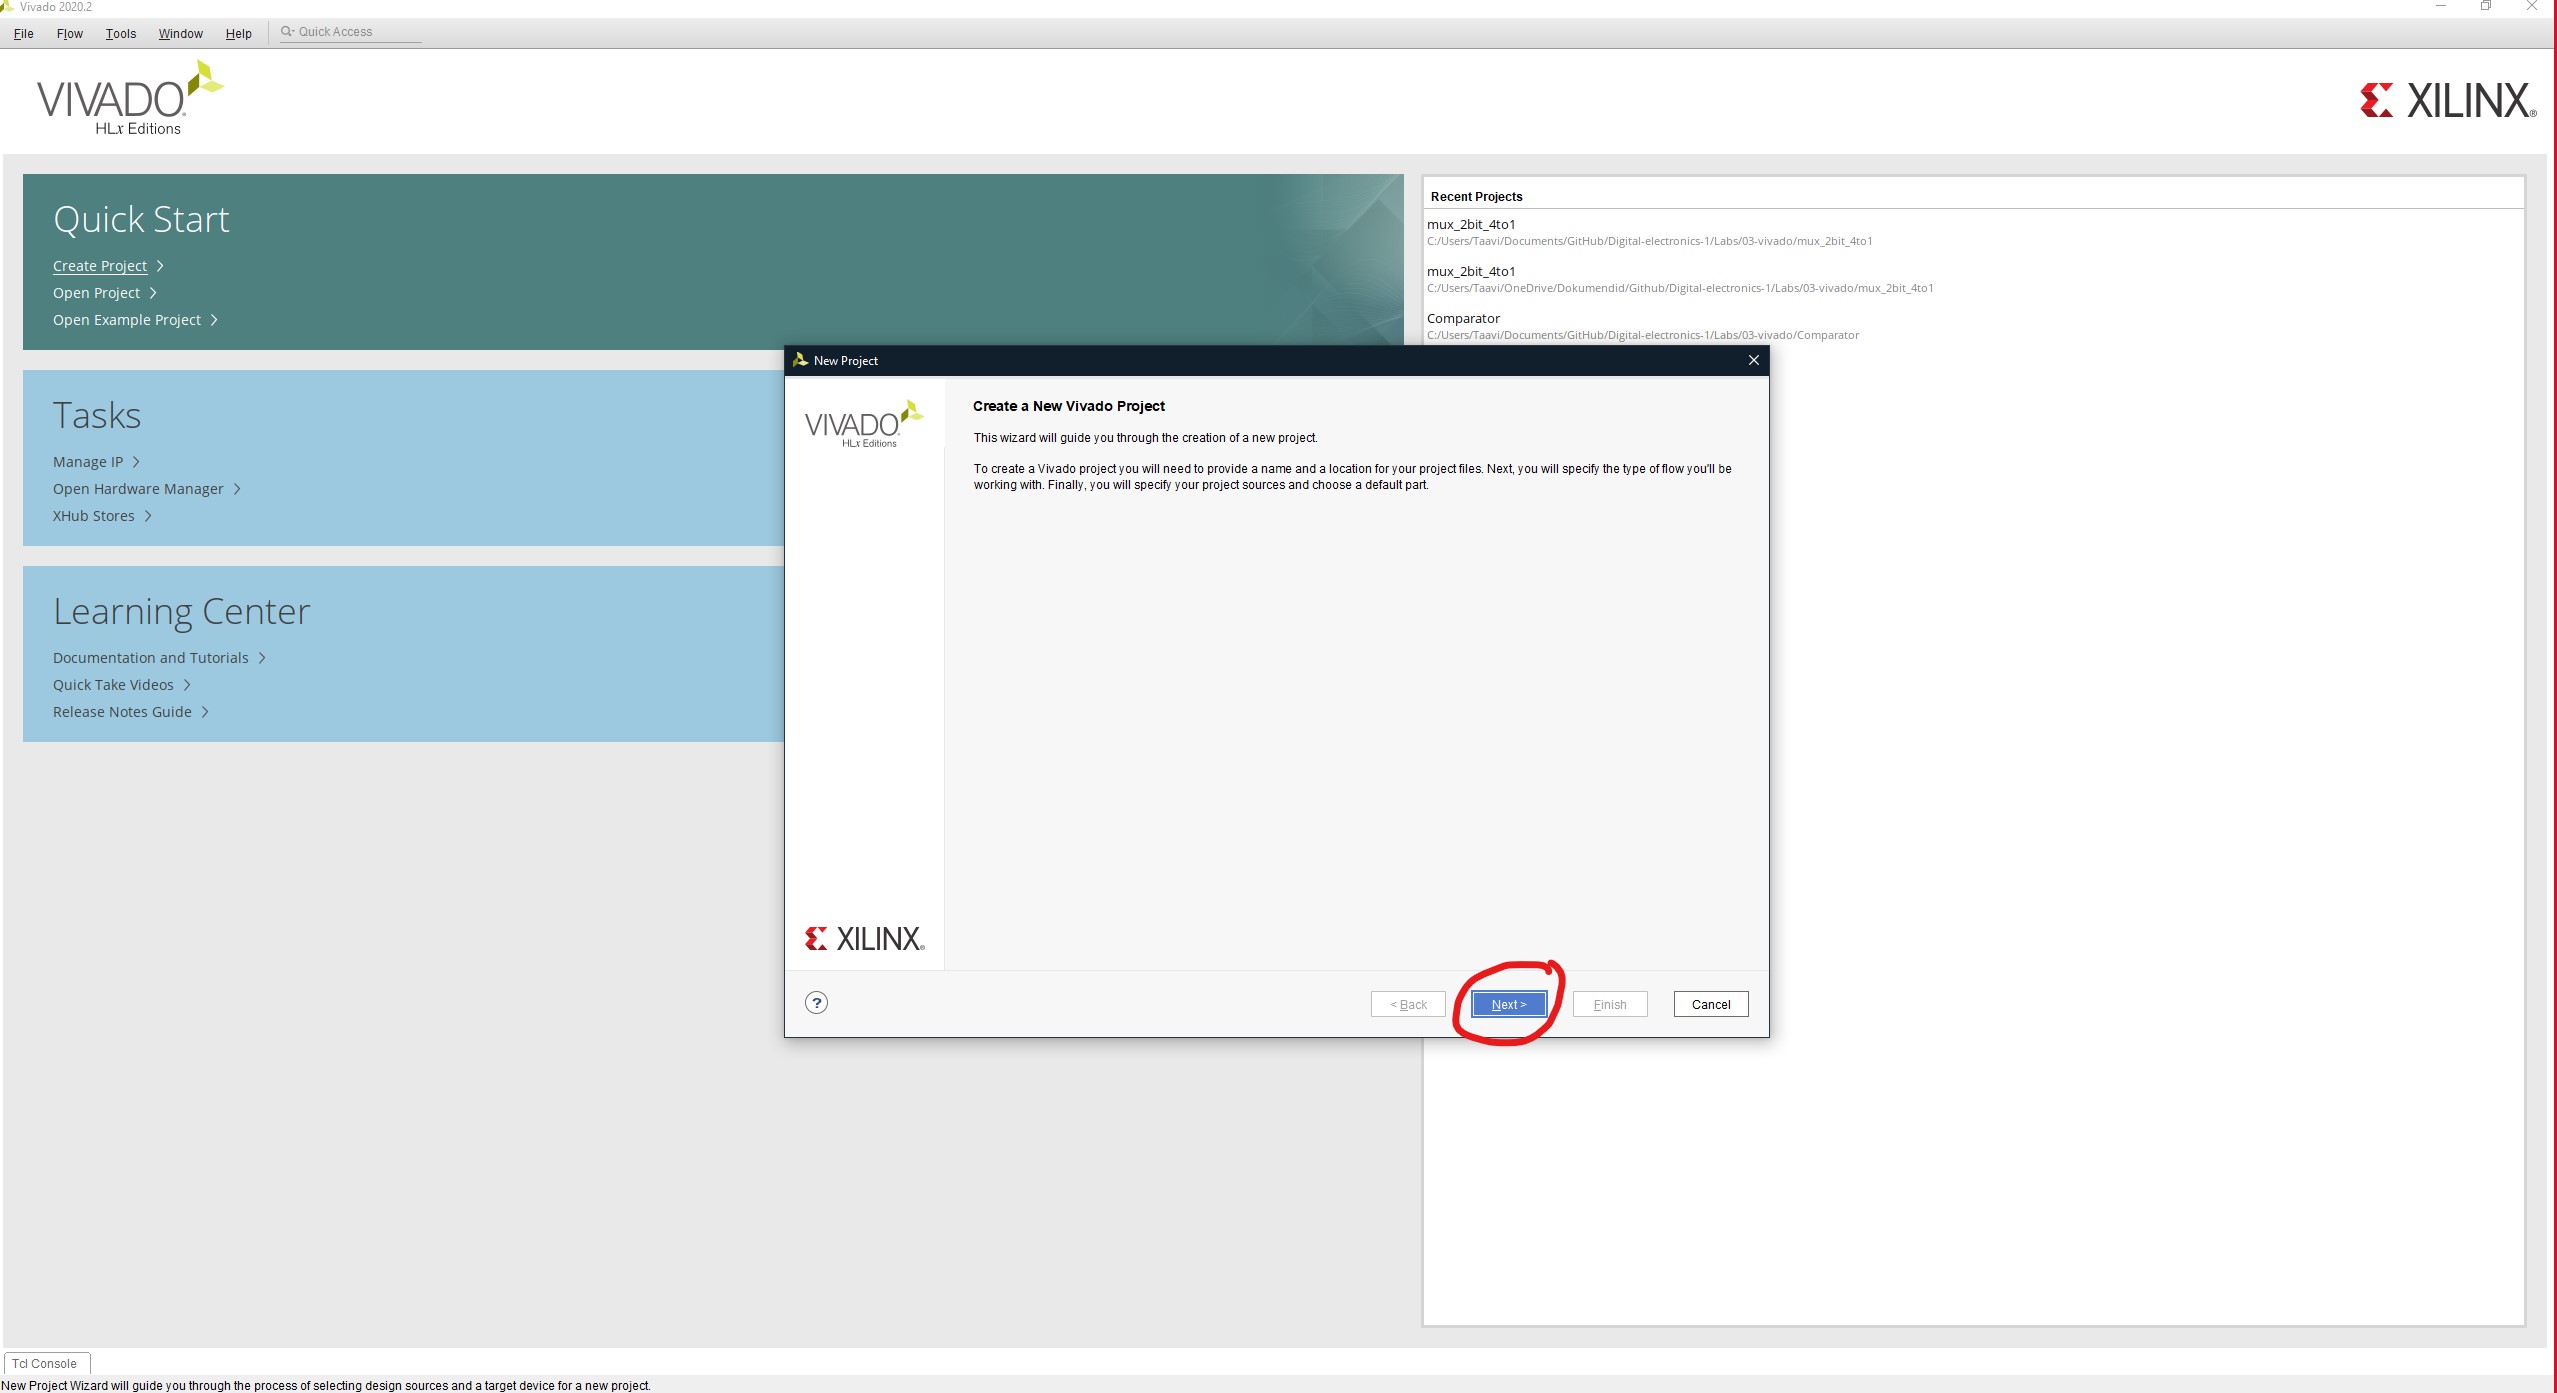 Vivado 2020.2
File Flow Tools Window Help Quick Access
VIVADO®
HLx Editions
XILINX®
Quick Start
Create Project >
Open Project >
Open Example Project >
Tasks
Manage IP >
Open Hardware Manager >
XHub Stores >
Learning Center
Documentation and Tutorials >
Quick Take Videos >
Release Notes Guide >
Recent Projects
mux_2bit_4to1
C:/Users/Taavi/Documents/GitHub/Digital-electronics-1/Labs/03-vivado/mux_2bit_4to1
mux_2bit_4to1
C:/Users/Taavi/OneDrive/Dokumendid/Github/Digital-electronics-1/Labs/03-vivado/mux_2bit_4to1
Comparator
C:/Users/Taavi/Documents/GitHub/Digital-electronics-1/Labs/03-vivado/Comparator
New Project
VIVADO®
HLx Editions
Create a New Vivado Project
This wizard will guide you through the creation of a new project.
To create a Vivado project you will need to provide a name and a location for your project files. Next, you will specify the type of flow you'll be
working with. Finally, you will specify your project sources and choose a default part.
XILINX®
? < Back Next > Finish Cancel
Tcl Console
New Project Wizard will guide you through the process of selecting design sources and a target device for a new project.